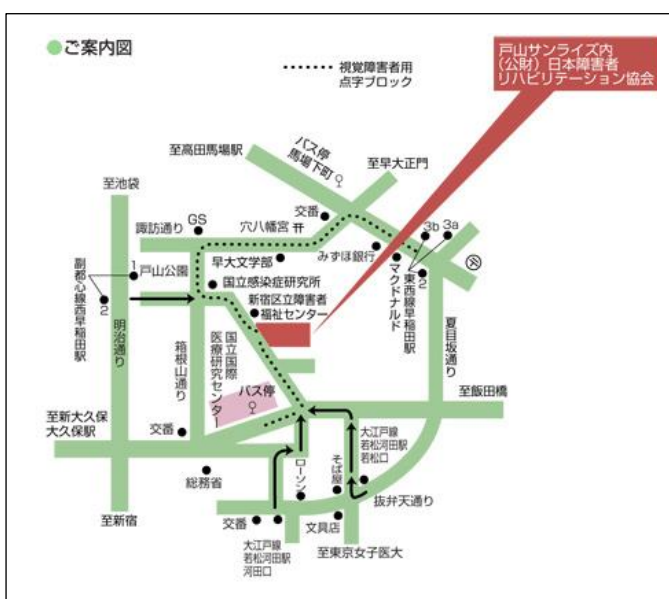 ●ご案内図
視覚障害者用
点字ブロック
戸山サンライズ内
（公財）日本障害者
リハビリテーション協会
至高田馬場駅
バス停
馬場下町
至早大正門
至池袋
諏訪通り
GS
穴八幡宮
交番
みずほ銀行
3b
3a
早大文学部
マクドナルド
東西線早稲田駅
2
副都心線西早稲田駅
1
2
戸山公園
国立感染症研究所
新宿区立障害者
福祉センター
明治通り
箱根山通り
国立国際
医療研究センター
夏目坂通り
バス停
至飯田橋
至新大久保
大久保駅
交番
総務省
ローソン
そば屋
大江戸線
若松河田駅
若松口
抜弁天通り
至新宿
交番
文具店
大江戸線
若松河田駅
河田口
至東京女子医大